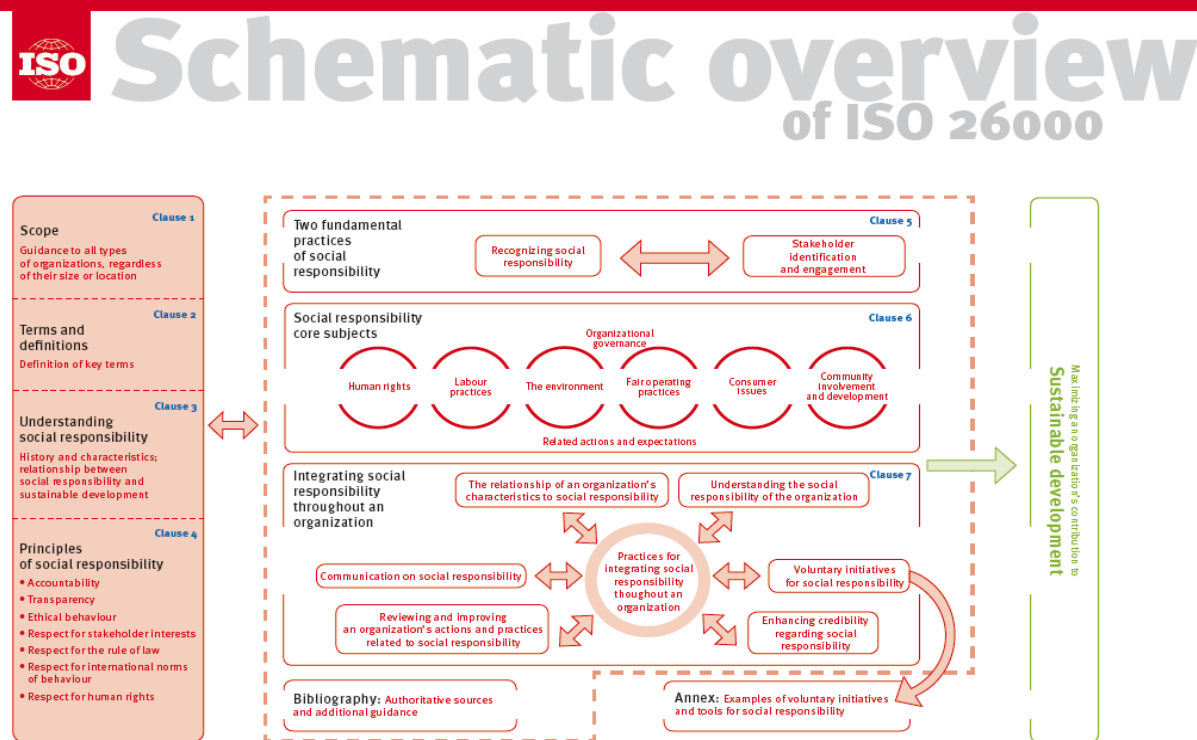 ISO
Schematic overview
of ISO 26000
Clause 1
Scope
Guidance to all types
of organizations, regardless
of their size or location
Clause 2
Terms and
definitions
Definition of key terms
Clause 3
Understanding
social responsibility
History and characteristics;
relationship between
social responsibility and
sustainable development
Clause 4
Principles
of social responsibility
• Accountability
• Transparency
• Ethical behaviour
• Respect for stakeholder interests
• Respect for the rule of law
• Respect for international norms
of behaviour
• Respect for human rights
Two fundamental
practices
of social
responsibility
Clause 5
Recognizing social
responsibility
Stakeholder
identification
and engagement
Social responsibility
core subjects
Clause 6
Organizational
governance
Human rights
Labour
practices
The environment
Fair operating
practices
Consumer
issues
Community
involvement
and development
Related actions and expectations
Integrating social
responsibility
throughout an
organization
Clause 7
The relationship of an organization's
characteristics to social responsibility
Understanding the social
responsibility of the organization
Practices for
integrating social
responsibility
thoughout an
organization
Communication on social responsibility
Voluntary initiatives
for social responsibility
Reviewing and improving
an organization's actions and practices
related to social responsibility
Enhancing credibility
regarding social
responsibility
Bibliography: Authoritative sources
and additional guidance
Annex: Examples of voluntary initiatives
and tools for social responsibility
Maximizing an organization's contribution to
Sustainable development